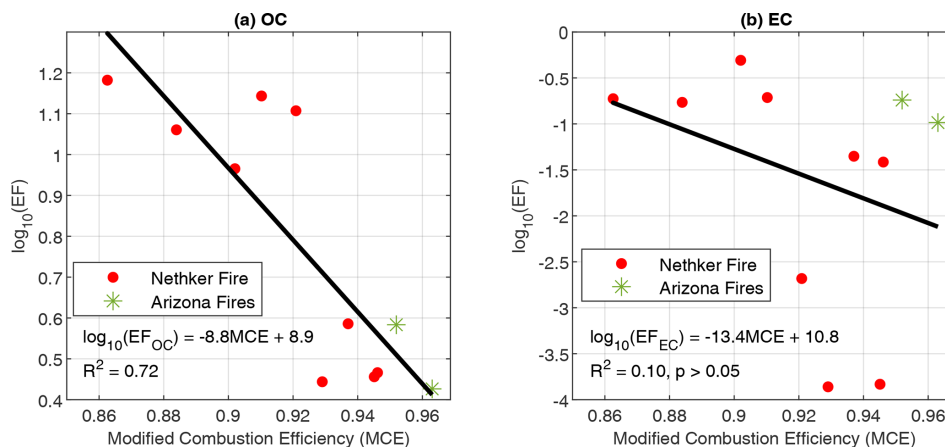 (a) OC
1.2
1.1
1
0.9
0.8
0.7
0.6
0.5
0.4
log10(EF)
Nethker Fire
Arizona Fires
log10(EFOC) = -8.8MCE + 8.9
R2 = 0.72
0.86 0.88 0.9 0.92 0.94 0.96
Modified Combustion Efficiency (MCE)
(b) EC
0
-0.5
-1
-1.5
-2
-2.5
-3
-3.5
-4
log10(EF)
Nethker Fire
Arizona Fires
log10(EFEC) = -13.4MCE + 10.8
R2 = 0.10, p > 0.05
0.86 0.88 0.9 0.92 0.94 0.96
Modified Combustion Efficiency (MCE)